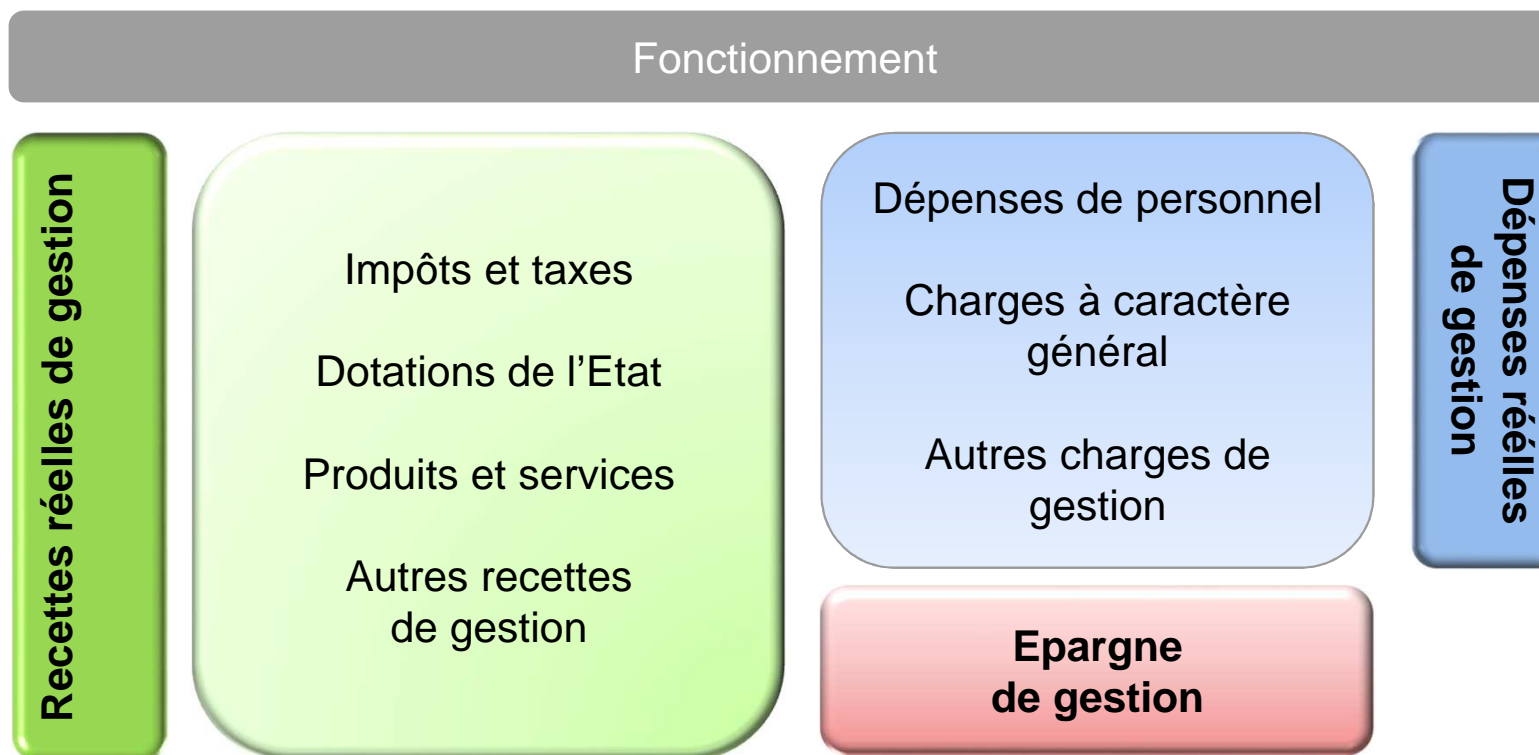 Fonctionnement
Recettes réelles de gestion
Impôts et taxes
Dotations de l’Etat
Produits et services
Autres recettes
de gestion
Dépenses de personnel
Charges à caractère
général
Autres charges de
gestion
Epargne
de gestion
Dépenses réélles
de gestion